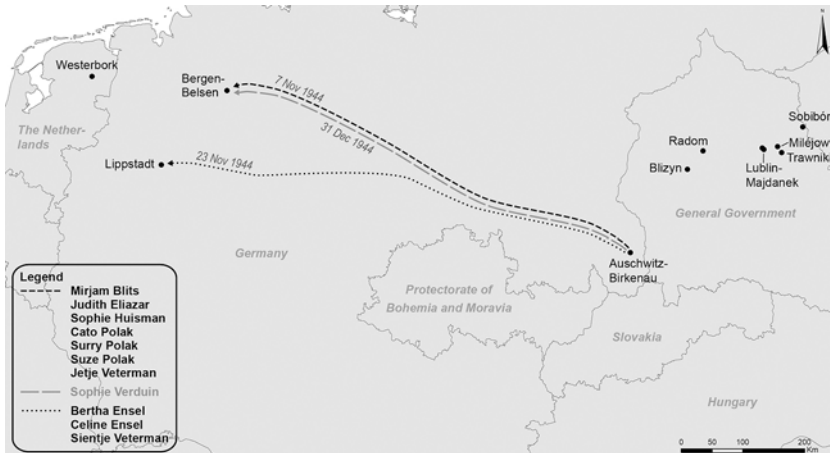 N
Westerbork
Bergen-
Belsen
7 Nov 1944
31 Dec 1944
The Nether-
lands
Lippstadt
23 Nov 1944
Sobibór
Radom
Milejow
Trawniki
Blizyn
Lublin-
Majdanek
General Government
Germany
Auschwitz-
Birkenau
Protectorate of
Bohemia and Moravia
Slovakia
Hungary
Legend
Mirjam Blits
Judith Eliazar
Sophie Huisman
Cato Polak
Surry Polak
Suze Polak
Jetje Veterman
Sophie Verduin
Bertha Ensel
Celine Ensel
Sientje Veterman
0 50 100 200
Km